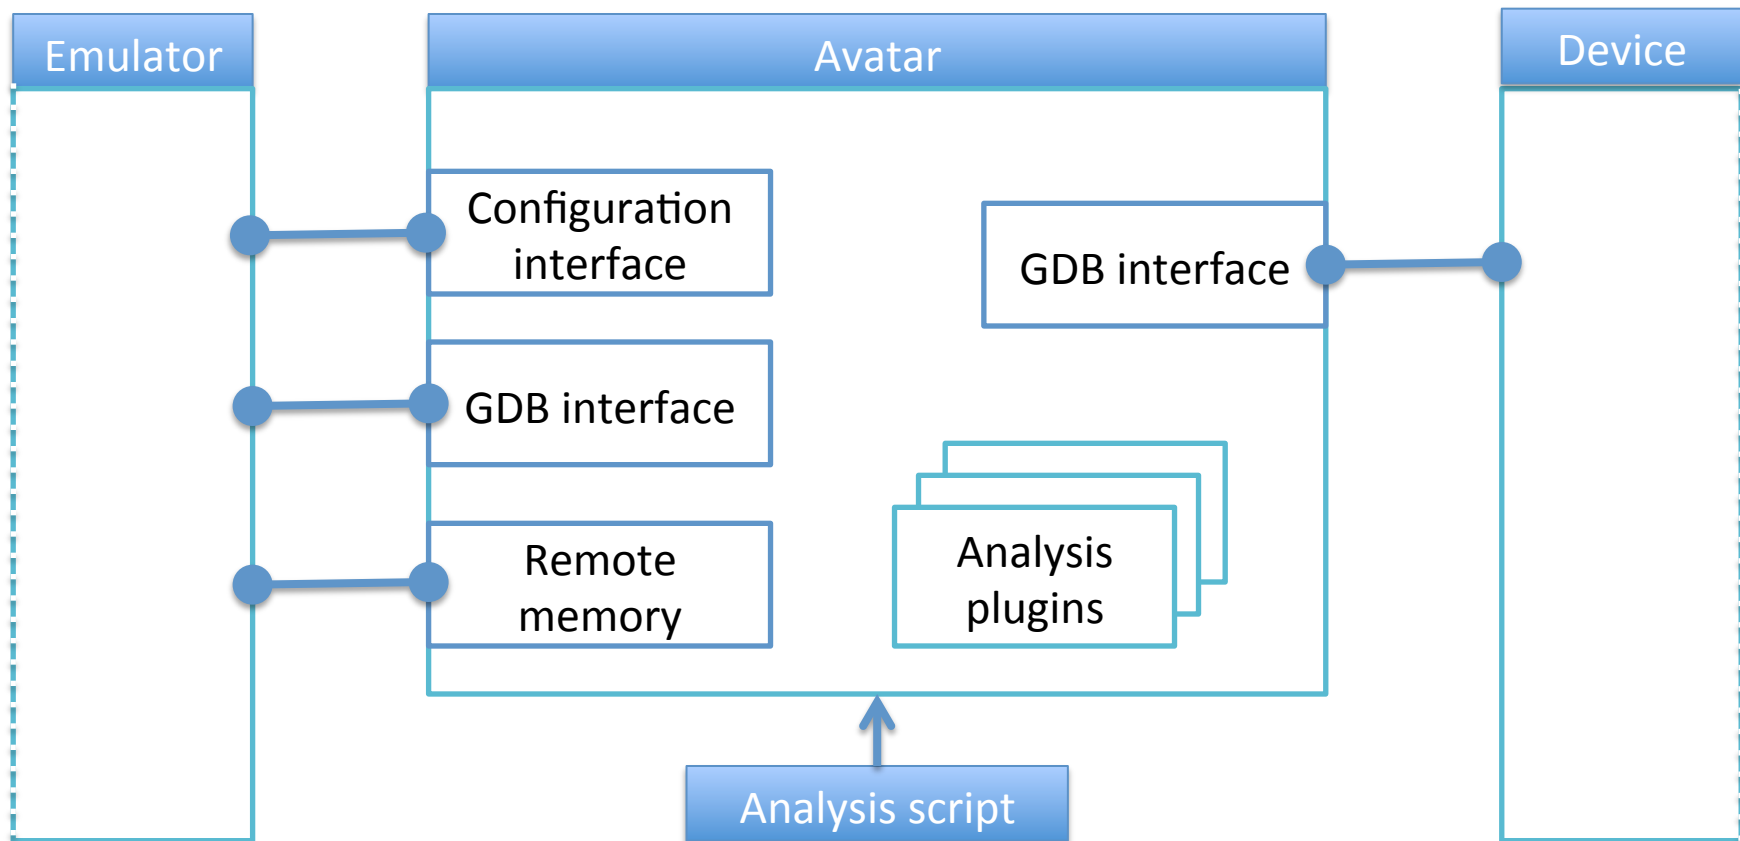 Emulator
Avatar
Device
Configuration
interface
GDB interface
GDB interface
Remote
memory
Analysis
plugins
Analysis script